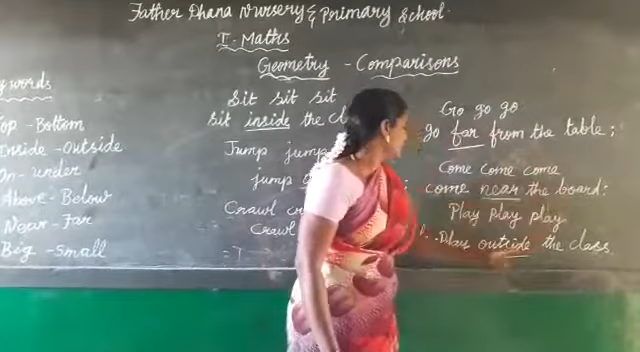 Father Dhana Nursery & Primary School.
I - Maths
Geometry - Comparisons
words
Top - Bottom
Inside - Outside
On - under
Above - Below
Near - Far
Big - Small
Sit sit sit
Sit inside the
Jump jump
jump
Crawl
Crawl
Go go go
go far from the table;
Come come come
come near the board:
Play play play
Play outside the class.